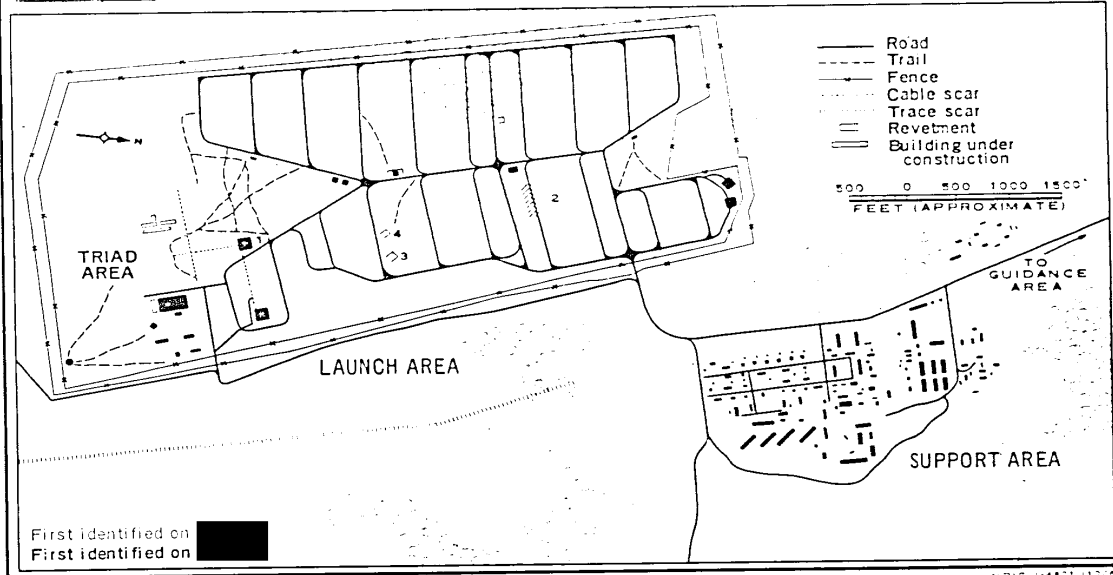 Road
Trail
Fence
Cable scar
Trace scar
Revetment
Building under
construction
N
500 0 500 1000 1500'
FEET (APPROXIMATE)
TRIAD
AREA
1
2
4
3
TO
GUIDANCE
AREA
LAUNCH AREA
SUPPORT AREA
First identified on
First identified on